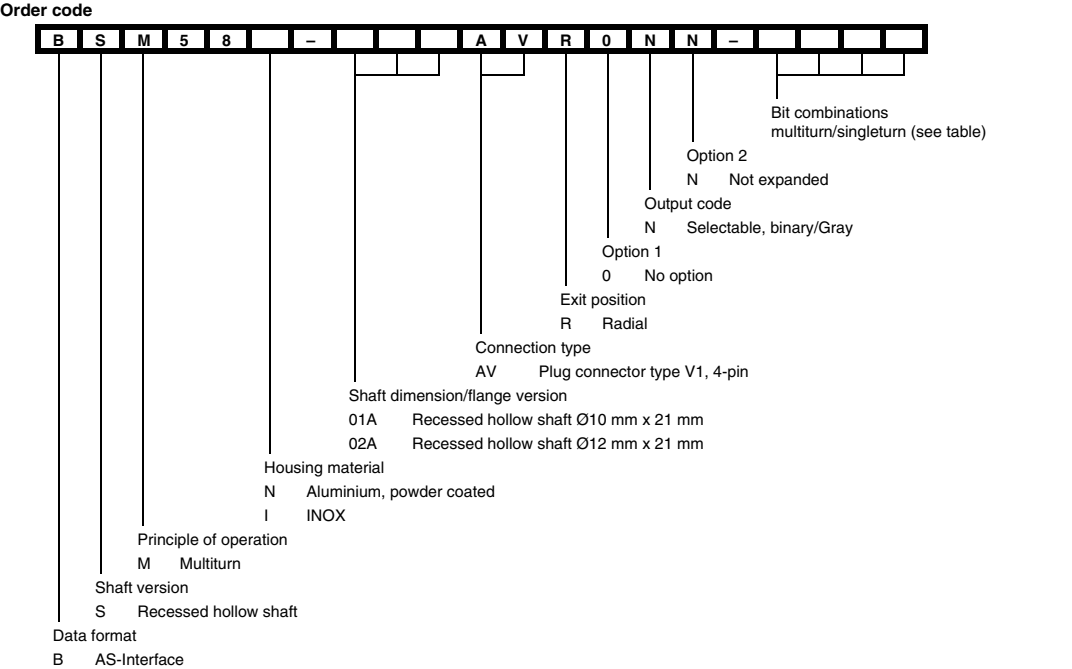 Order code
B S M 5 8 – A V R 0 N N –
Bit combinations
multiturn/singleturn (see table)
Option 2
N Not expanded
Output code
N Selectable, binary/Gray
Option 1
0 No option
Exit position
R Radial
Connection type
AV Plug connector type V1, 4-pin
Shaft dimension/flange version
01A Recessed hollow shaft Ø10 mm x 21 mm
02A Recessed hollow shaft Ø12 mm x 21 mm
Housing material
N Aluminium, powder coated
I INOX
Principle of operation
M Multiturn
Shaft version
S Recessed hollow shaft
Data format
B AS-Interface